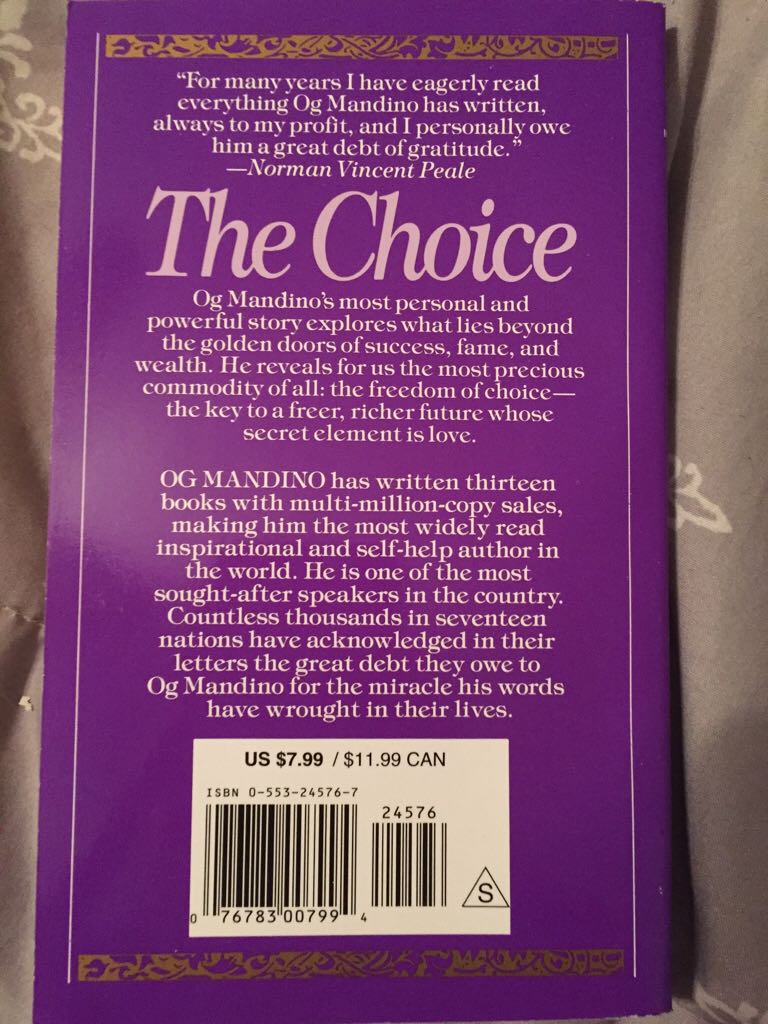 “For many years I have eagerly read
everything Og Mandino has written,
always to my profit, and I personally owe
him a great debt of gratitude.”
—Norman Vincent Peale
The Choice
Og Mandino's most personal and
powerful story explores what lies beyond
the golden doors of success, fame, and
wealth. He reveals for us the most precious
commodity of all: the freedom of choice—
the key to a freer, richer future whose
secret element is love.
OG MANDINO has written thirteen
books with multi-million-copy sales,
making him the most widely read
inspirational and self-help author in
the world. He is one of the most
sought-after speakers in the country.
Countless thousands in seventeen
nations have acknowledged in their
letters the great debt they owe to
Og Mandino for the miracle his words
have wrought in their lives.
US $7.99 / $11.99 CAN
ISBN 0-553-24576-7
24576
S
0 76783 00799 4